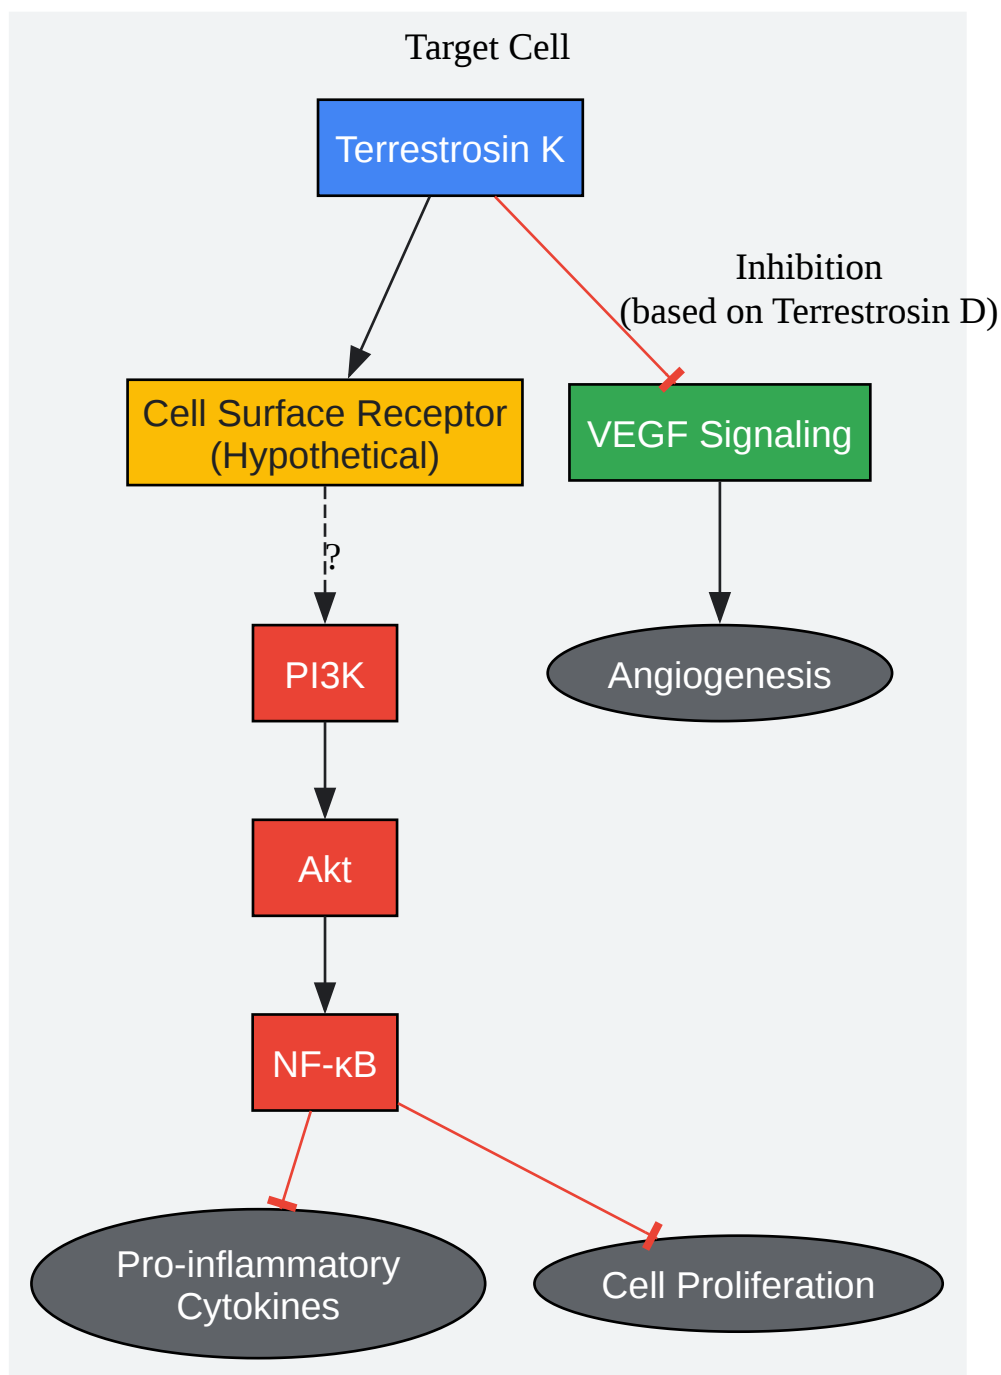 Target Cell
Terrestrosin K
Inhibition
(based on Terrestrosin D)
Cell Surface Receptor
(Hypothetical)
VEGF Signaling
?
PI3K
Angiogenesis
Akt
NF-κB
Pro-inflammatory
Cytokines
Cell Proliferation